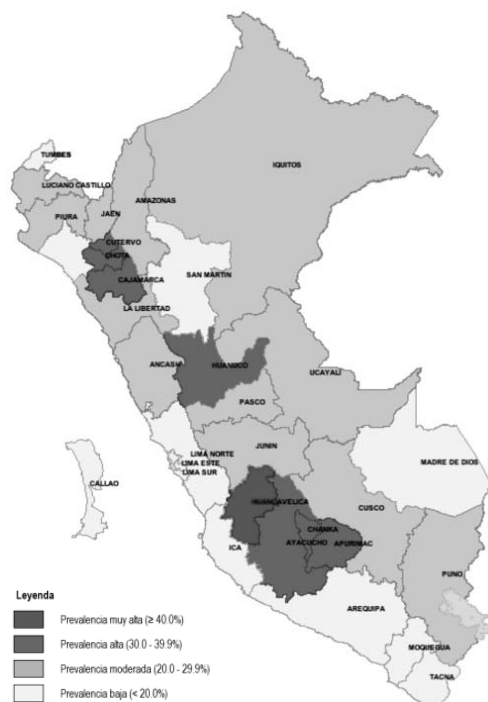 TUMBES
IQUITOS
LUCIANO CASTILLO
AMAZONAS
PIURA
JAEN
CUTERVO
CHOTA
SAN MARTIN
CAJAMARCA
LA LIBERTAD
ANCASH
HUANUCO
UCAYALI
PASCO
JUNIN
LIMA NORTE
LIMA ESTE
LIMA SUR
MADRE DE DIOS
CALLAO
HUANCAVELICA
CUSCO
CHANKA
AYACUCHO
APURIMAC
ICA
PUNO
AREQUIPA
MOQUEGUA
TACNA
Leyenda
Prevalencia muy alta (≥ 40.0%)
Prevalencia alta (30.0 - 39.9%)
Prevalencia moderada (20.0 - 29.9%)
Prevalencia baja (< 20.0%)